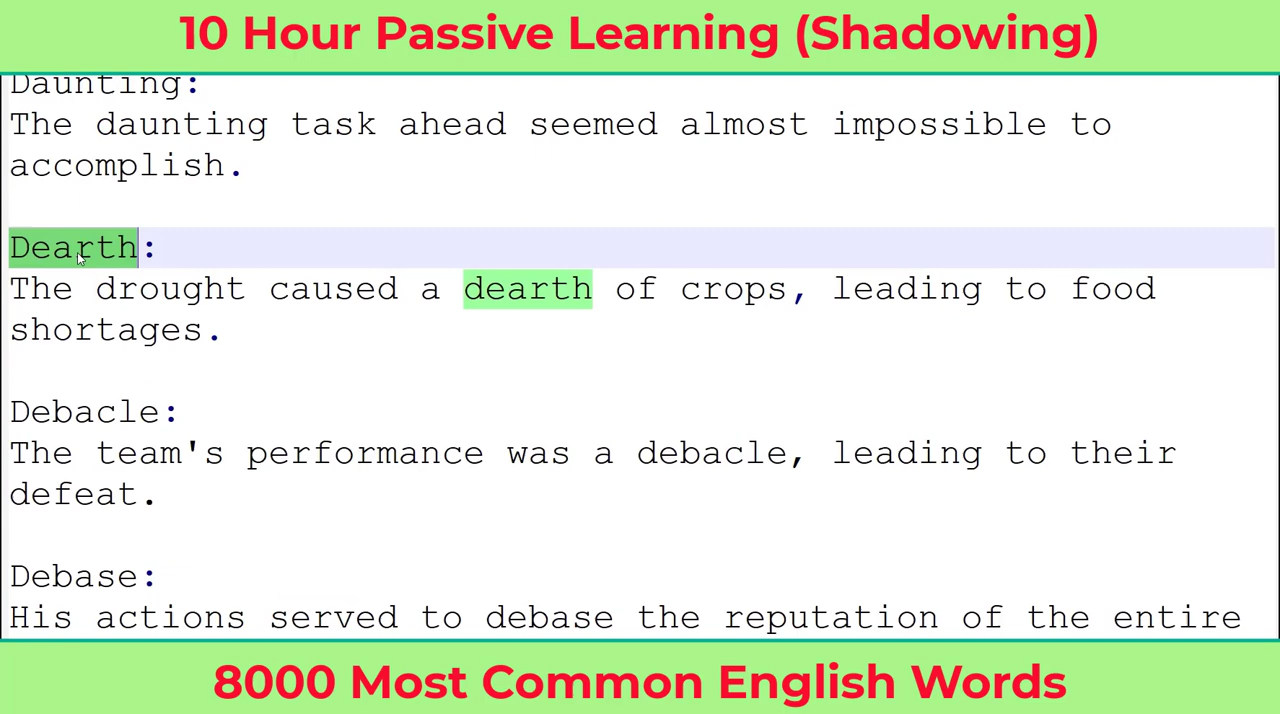 10 Hour Passive Learning (Shadowing)
Daunting:
The daunting task ahead seemed almost impossible to
accomplish.
Dearth:
The drought caused a dearth of crops, leading to food
shortages.
Debacle:
The team's performance was a debacle, leading to their
defeat.
Debase:
His actions served to debase the reputation of the entire
8000 Most Common English Words